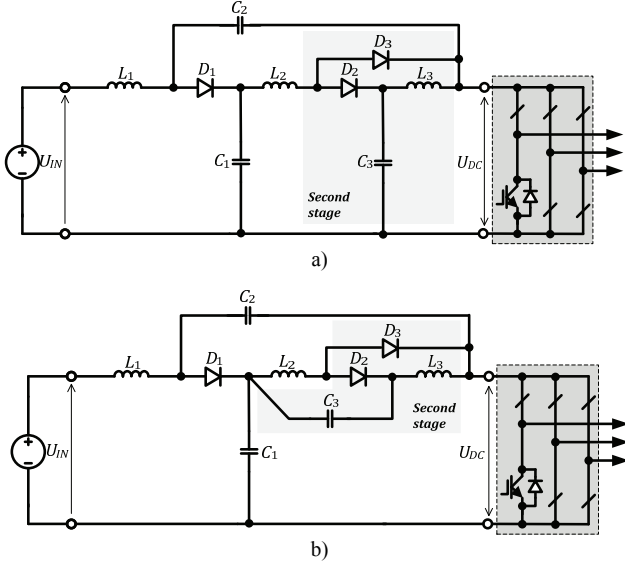 C2
D3
L1 D1 L2 D2 L3
UIN C1 C3 UDC
Second
stage
a)
C2
D3
L1 D1 L2 D2 L3
C3 Second
stage
UIN C1 UDC
b)